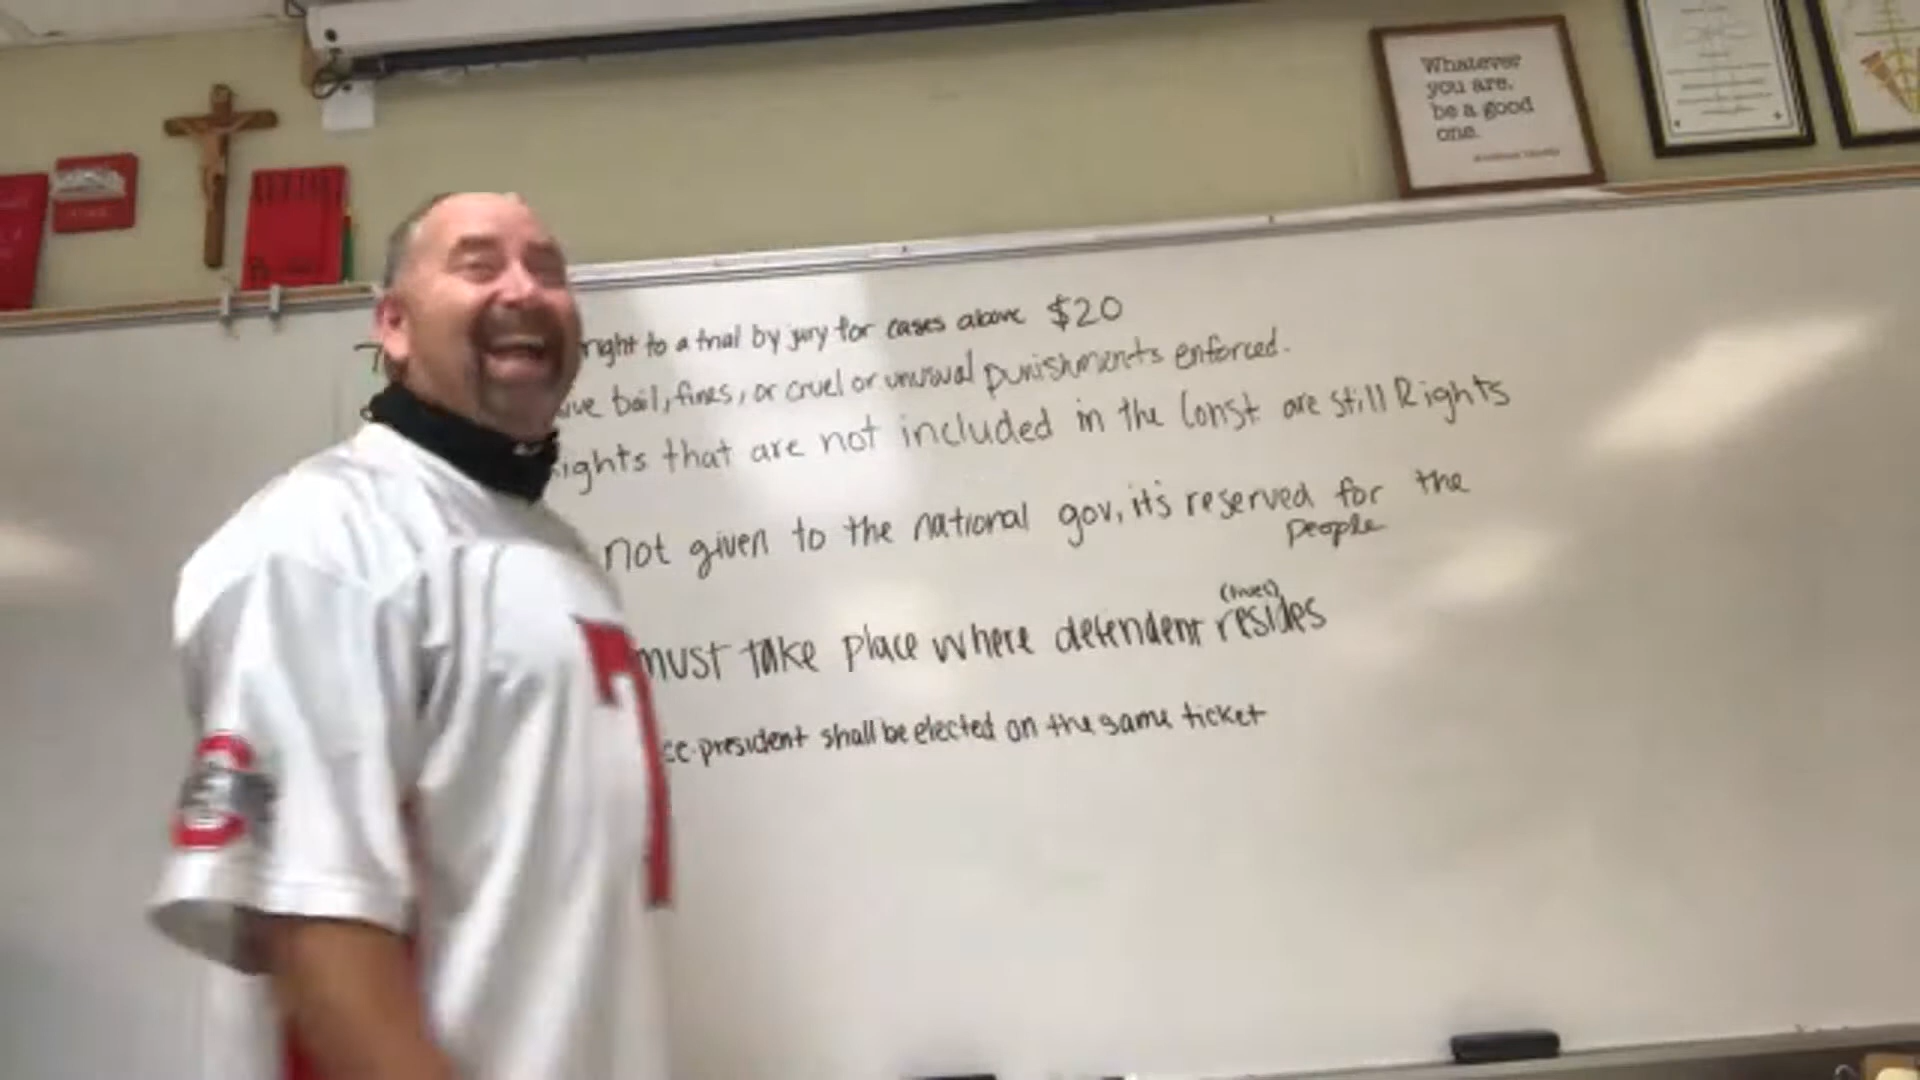 Whatever
you are,
be a good
one.
7
right to a trial by jury for cases above $20
bail, fines, or cruel or unusual punishments enforced.
ights that are not included in the Const are still Rights
not given to the national gov, it's reserved for the
people
(lives)
must take place where defendent resides
ce-president shall be elected on the same ticket
7